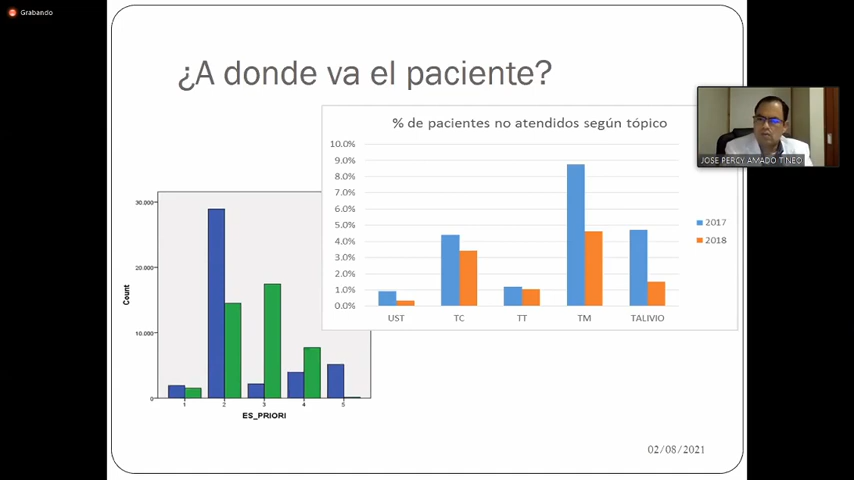 Grabando
¿A donde va el paciente?
% de pacientes no atendidos según tópico
10.0%
9.0%
8.0%
7.0%
6.0%
5.0%
4.0%
3.0%
2.0%
1.0%
0.0%
UST TC TT TM TALIVIO
2017
2018
JOSE PERCY AMADO TINEO
30.000
20.000
10.000
0
Count
1 2 3 4 5
ES_PRIORI
02/08/2021